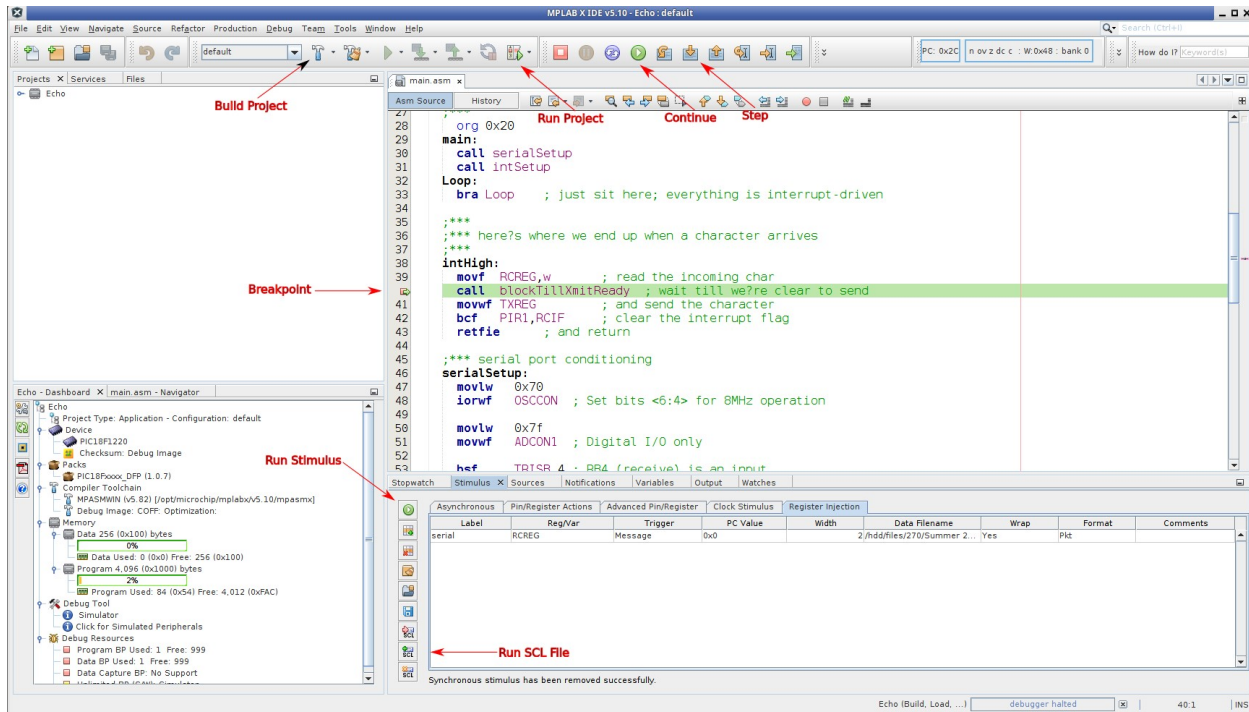 MPLAB X IDE v5.10 - Echo : default
File Edit View Navigate Source Refactor Production Debug Team Tools Window Help
Search (Ctrl+I)
default
PC: 0x2C
n ov z dc c : W:0x48 : bank 0
How do I? Keyword(s)
Build Project
Run Project
Continue
Step
Projects X Services Files
Echo
main.asm x
Asm Source History
27 ;***
28 org 0x20
29 main:
30 call serialSetup
31 call intSetup
32 Loop:
33 bra Loop ; just sit here; everything is interrupt-driven
34
35 ;***
36 ;*** here?s where we end up when a character arrives
37 ;***
38 intHigh:
39 movf RCREG,w ; read the incoming char
call blockTillXmitReady ; wait till we?re clear to send
41 movwf TXREG ; and send the character
42 bcf PIR1,RCIF ; clear the interrupt flag
43 retfie ; and return
44
45 ;*** serial port conditioning
46 serialSetup:
47 movlw 0x70
48 iorwf OSCCON ; Set bits <6:4> for 8MHz operation
49
50 movlw 0x7f
51 movwf ADCON1 ; Digital I/O only
52
53 bsf TRISB,4 ; RB4 (receive) is an input
Breakpoint
Echo - Dashboard X main.asm - Navigator
Echo
Project Type: Application - Configuration: default
Device
PIC18F1220
Checksum: Debug Image
Packs
PIC18Fxxxx_DFP (1.0.7)
Compiler Toolchain
MPASMWIN (v5.82) [/opt/microchip/mplabx/v5.10/mpasmx]
Debug Image: COFF: Optimization:
Memory
Data 256 (0x100) bytes
0%
Data Used: 0 (0x0) Free: 256 (0x100)
Program 4,096 (0x1000) bytes
2%
Program Used: 84 (0x54) Free: 4,012 (0xFAC)
Debug Tool
Simulator
Click for Simulated Peripherals
Debug Resources
Program BP Used: 1 Free: 999
Data BP Used: 1 Free: 999
Data Capture BP: No Support
Run Stimulus
Stopwatch Stimulus X Sources Notifications Variables Output Watches
Asynchronous Pin/Register Actions Advanced Pin/Register Clock Stimulus Register Injection
Label Reg/Var Trigger PC Value Width Data Filename Wrap Format Comments
serial RCREG Message 0x0 2 /hdd/files/270/Summer 2... Yes Pkt
SCL
SCL
SCL
Run SCL File
Synchronous stimulus has been removed successfully.
Echo (Build, Load, ...) debugger halted 40:1 INS